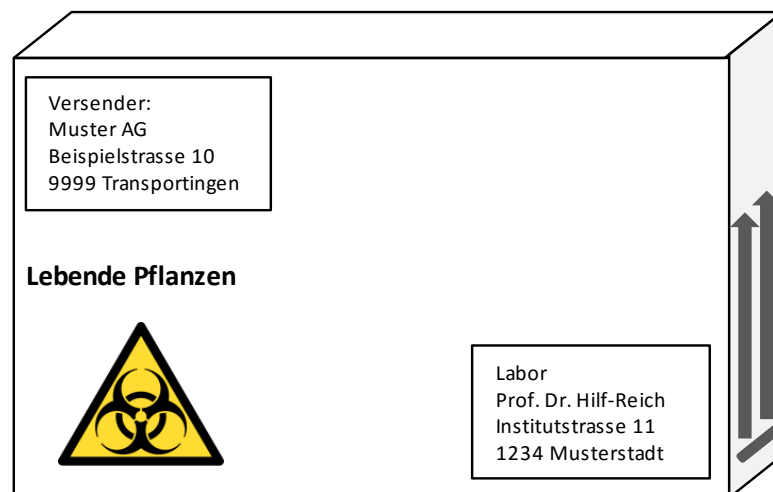 Versender:
Muster AG
Beispielstrasse 10
9999 Transportingen
Lebende Pflanzen
Labor
Prof. Dr. Hilf-Reich
Institutstrasse 11
1234 Musterstadt